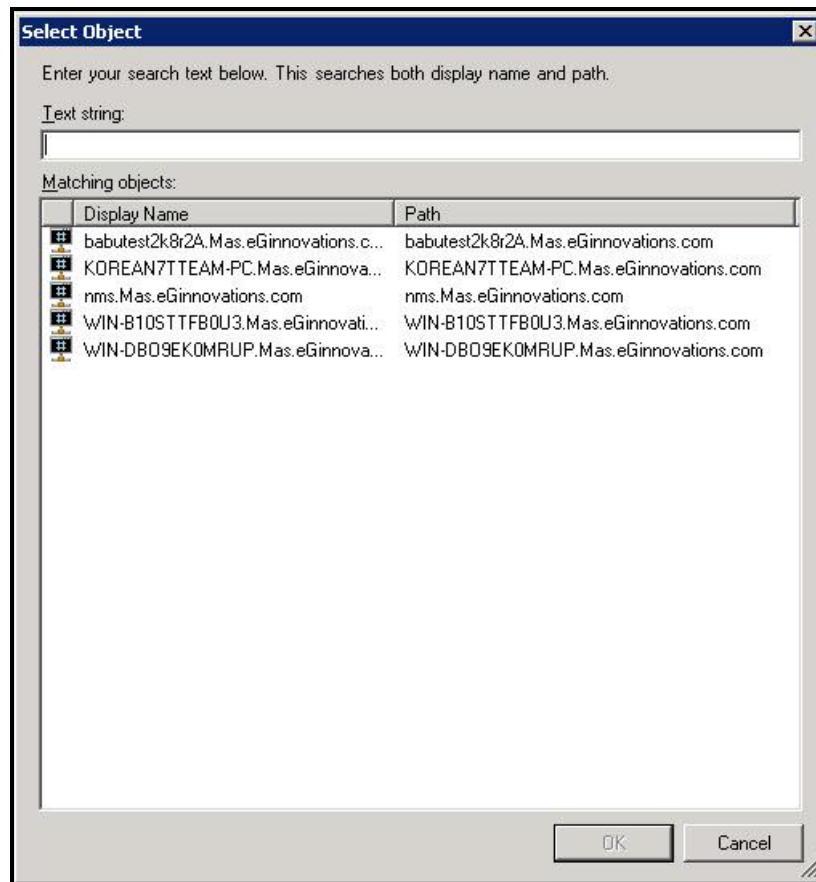 Select Object
Enter your search text below. This searches both display name and path.
Text string:
Matching objects:
Display Name Path
babutest2k8r2A.Mas.eGinnovations.c... babutest2k8r2A.Mas.eGinnovations.com
KOREAN7TTEAM-PC.Mas.eGinnova... KOREAN7TTEAM-PC.Mas.eGinnovations.com
nms.Mas.eGinnovations.com nms.Mas.eGinnovations.com
WIN-B10STTFB0U3.Mas.eGinnovati... WIN-B10STTFB0U3.Mas.eGinnovations.com
WIN-DBO9EK0MRUP.Mas.eGinnova... WIN-DBO9EK0MRUP.Mas.eGinnovations.com
OK Cancel